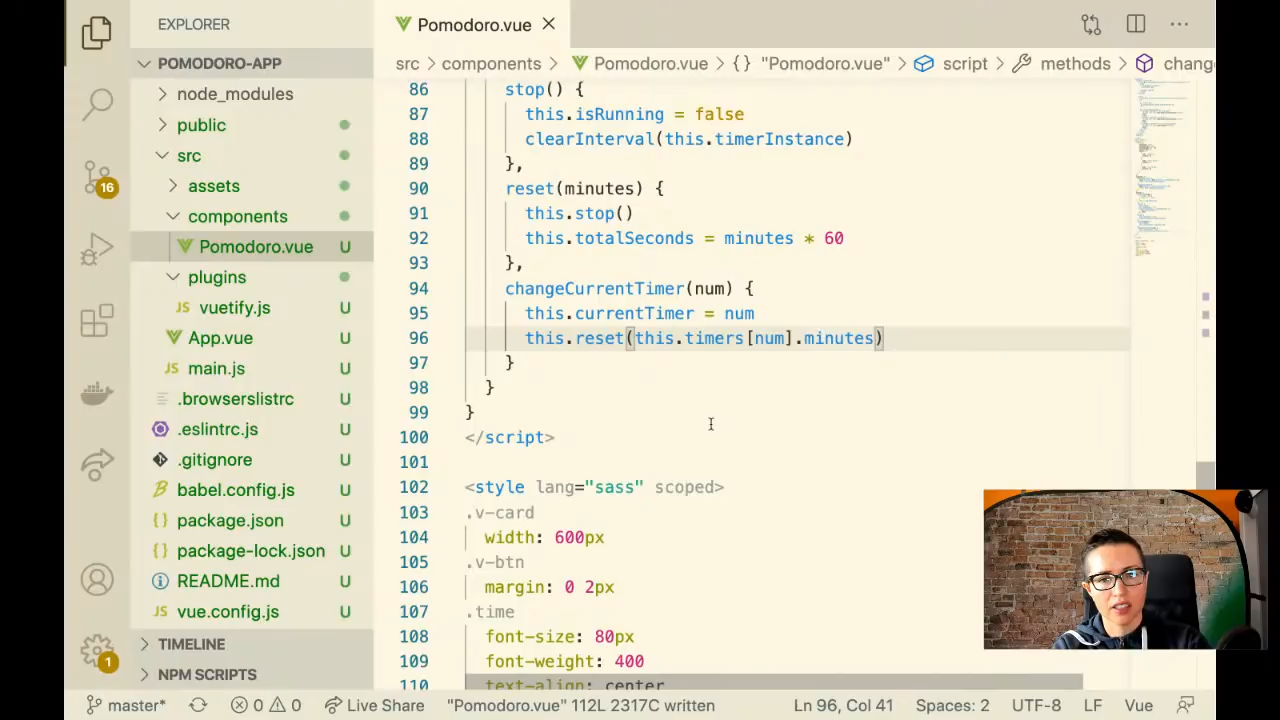 EXPLORER
POMODORO-APP
node_modules
public
src
assets
components
Pomodoro.vue U
plugins
JS vuetify.js U
App.vue U
JS main.js U
.browserslistrc U
.eslintrc.js U
.gitignore U
babel.config.js U
{} package.json U
{} package-lock.json U
README.md U
JS vue.config.js U
TIMELINE
NPM SCRIPTS
16
1
Pomodoro.vue
src > components > Pomodoro.vue > {} "Pomodoro.vue" > script > methods > chang
86 stop() {
87 this.isRunning = false
88 clearInterval(this.timerInstance)
89 },
90 reset(minutes) {
91 this.stop()
92 this.totalSeconds = minutes * 60
93 },
94 changeCurrentTimer(num) {
95 this.currentTimer = num
96 this.reset(this.timers[num].minutes)
97 }
98 }
99 }
100 </script>
101
102 <style lang="sass" scoped>
103 .v-card
104 width: 600px
105 .v-btn
106 margin: 0 2px
107 .time
108 font-size: 80px
109 font-weight: 400
110 text-align: center
master* 0 0 Live Share "Pomodoro.vue" 112L 2317C written Ln 96, Col 41 Spaces: 2 UTF-8 LF Vue